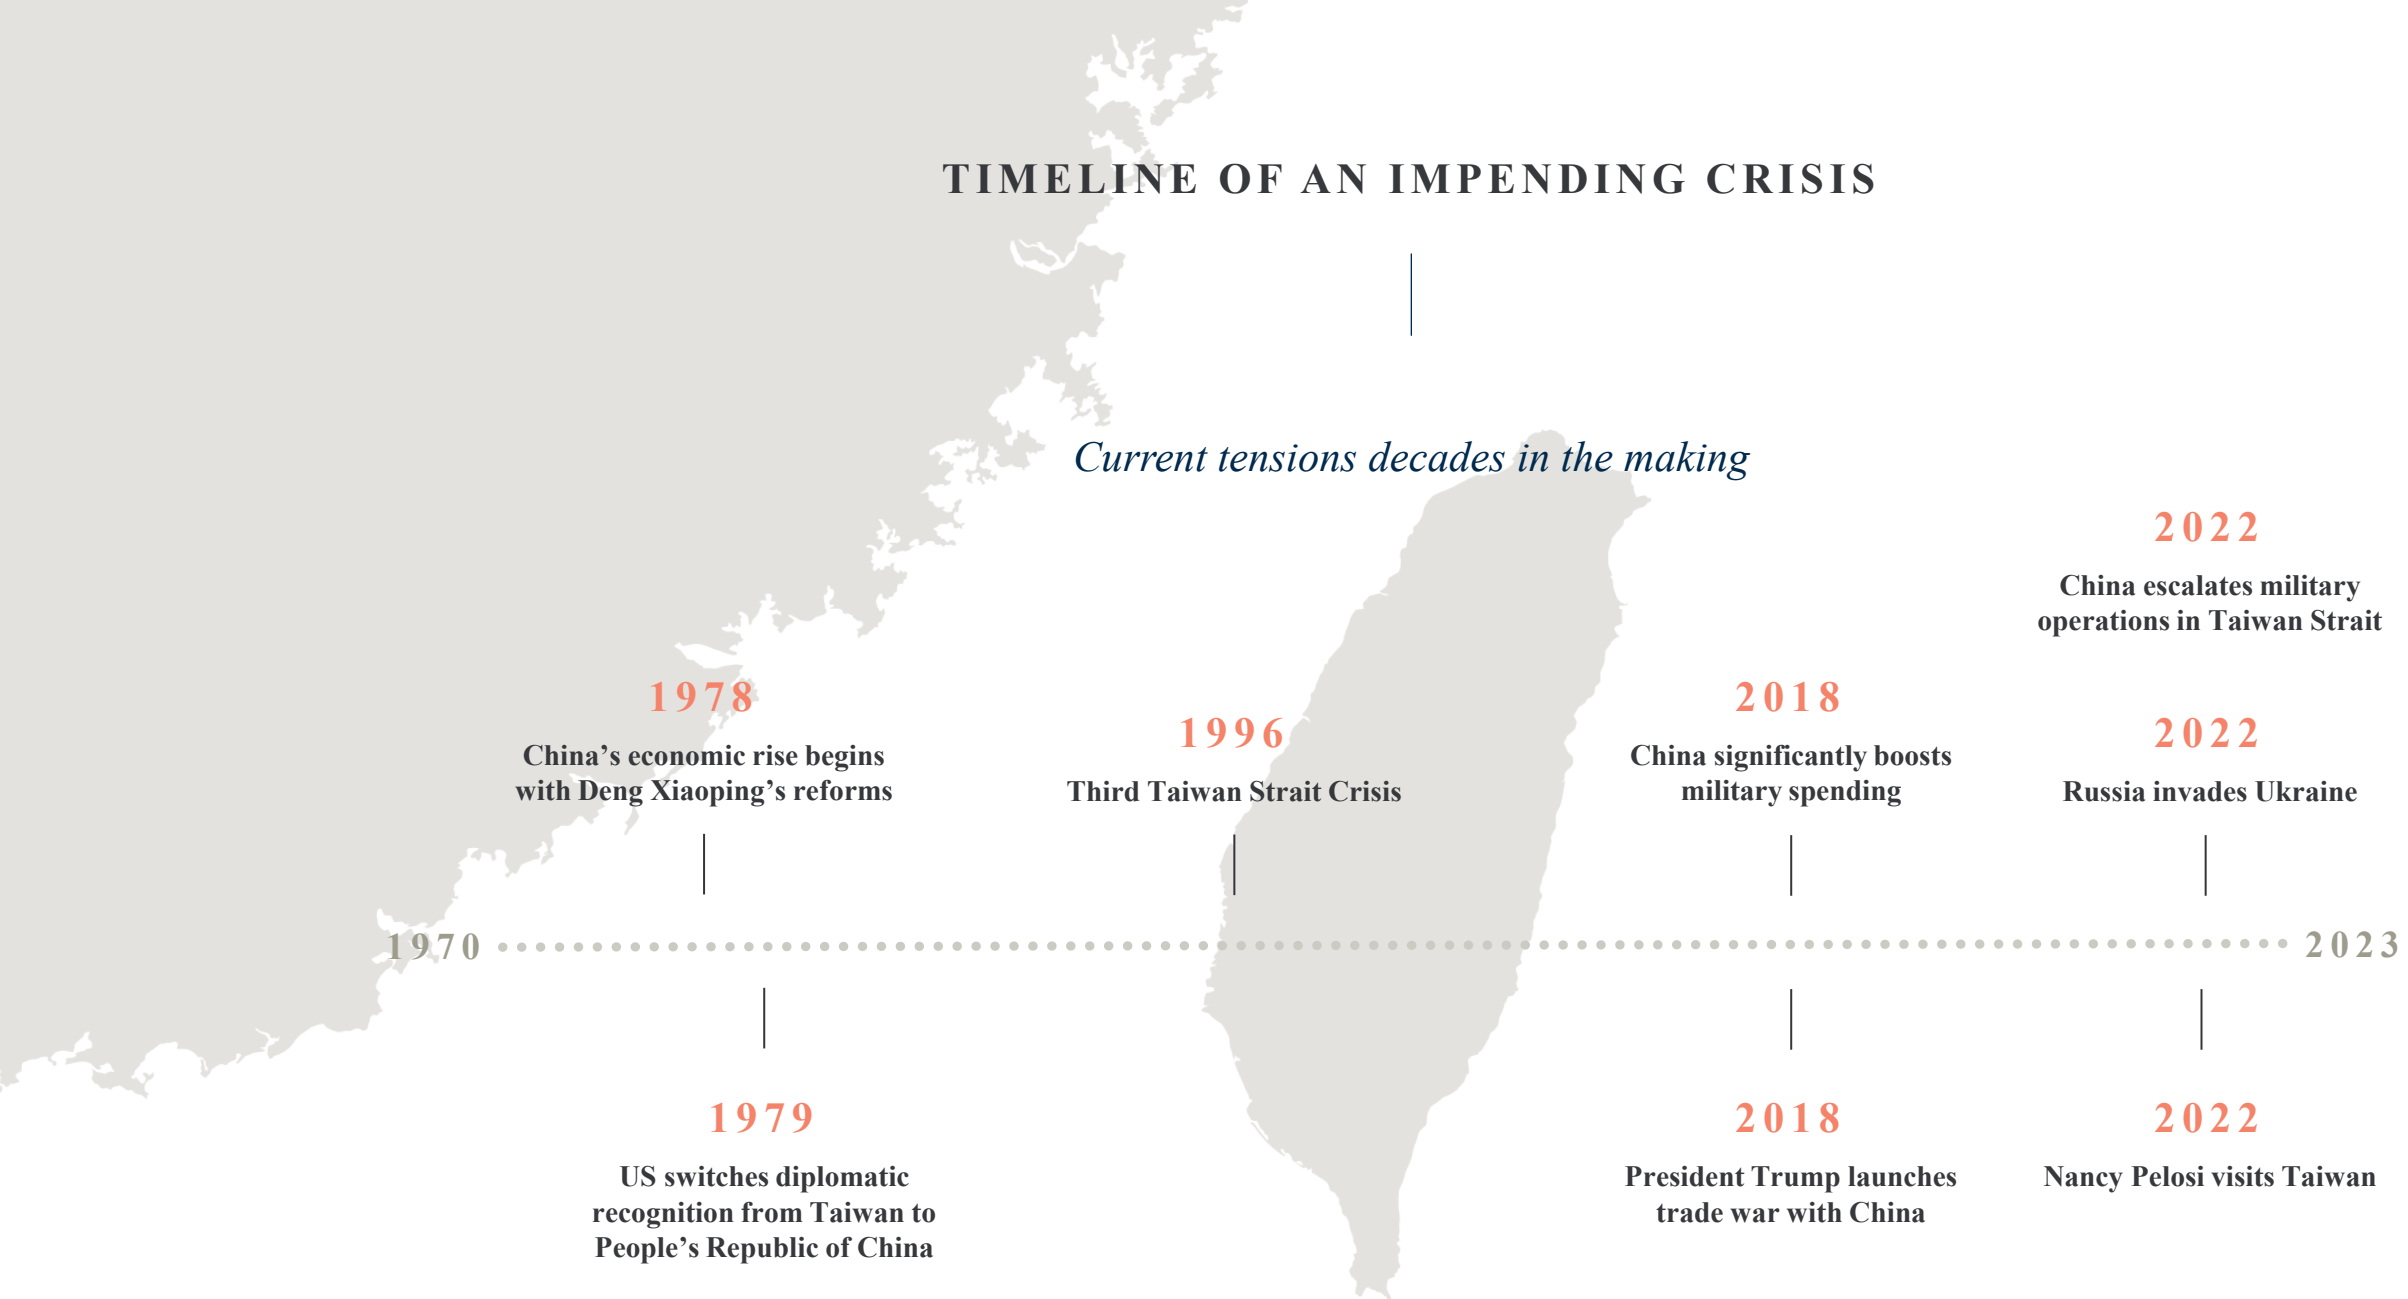 TIMELINE OF AN IMPENDING CRISIS
Current tensions decades in the making
1978
China’s economic rise begins
with Deng Xiaoping’s reforms
1996
Third Taiwan Strait Crisis
2018
China significantly boosts
military spending
2022
China escalates military
operations in Taiwan Strait
2022
Russia invades Ukraine
1970
2023
1979
US switches diplomatic
recognition from Taiwan to
People’s Republic of China
2018
President Trump launches
trade war with China
2022
Nancy Pelosi visits Taiwan